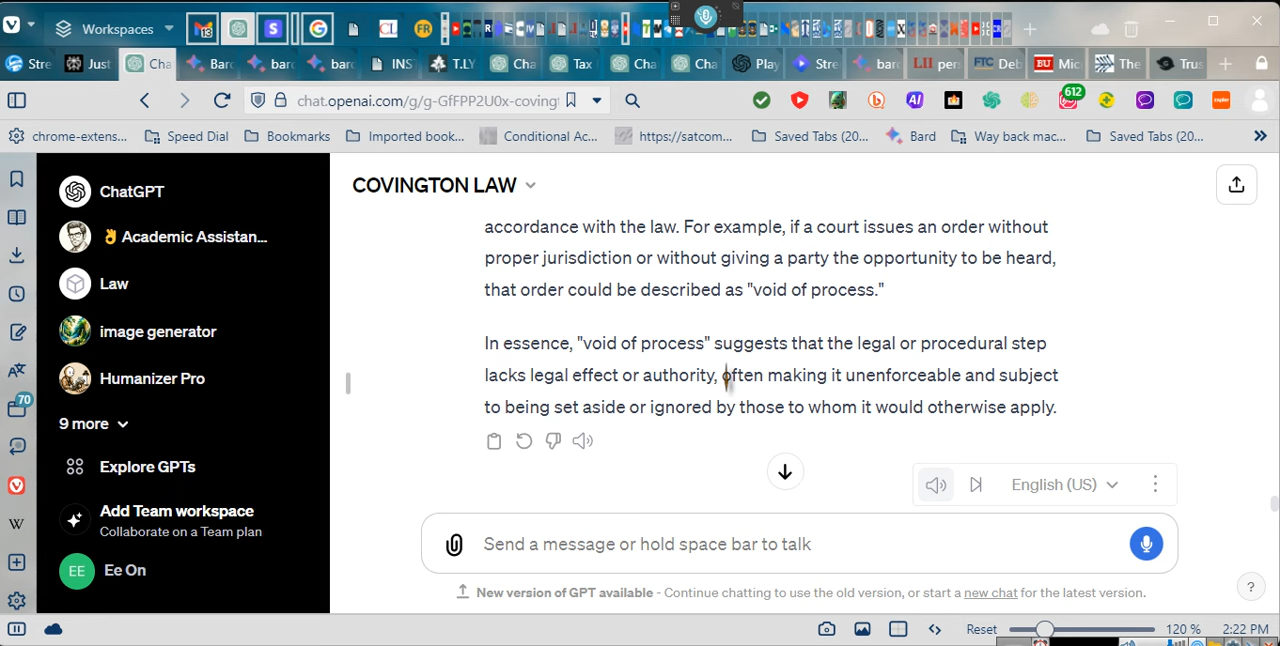 Workspaces
13
S
G
CL
FR
Stre
Just
Cha
Barc
barc
barc
INS
T.LY
Cha
Tax
Cha
Cha
Play
Stre
barc
LII per
FTC Deb
BU Mic
The
Trus
chat.openai.com/g/g-GfFPP2U0x-coving
AI
612
chrome-extens...
Speed Dial
Bookmarks
Imported book...
Conditional Ac...
https://satcom...
Saved Tabs (20...
Bard
Way back mac...
Saved Tabs (20...
ChatGPT
Academic Assistan...
Law
image generator
Humanizer Pro
9 more
Explore GPTs
Add Team workspace
Collaborate on a Team plan
EE
Ee On
70
W
COVINGTON LAW
accordance with the law. For example, if a court issues an order without
proper jurisdiction or without giving a party the opportunity to be heard,
that order could be described as "void of process."
In essence, "void of process" suggests that the legal or procedural step
lacks legal effect or authority, often making it unenforceable and subject
to being set aside or ignored by those to whom it would otherwise apply.
English (US)
Send a message or hold space bar to talk
New version of GPT available - Continue chatting to use the old version, or start a new chat for the latest version.
?
Reset
120 %
2:22 PM